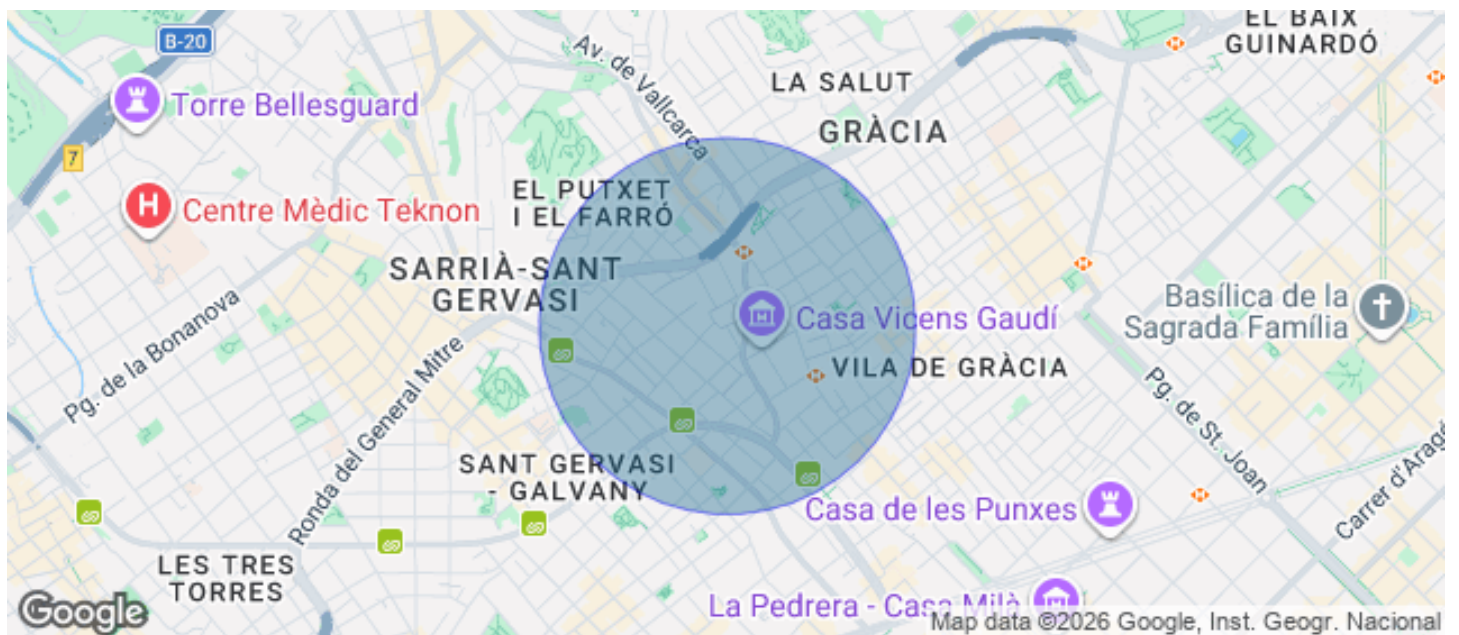 EL BAIX
GUINARDÓ
B-20
Av. de Vallcarca
LA SALUT
Torre Bellesguard
GRÀCIA
7
EL PUTXET
I EL FARRÓ
H
Centre Mèdic Teknon
SARRIÀ-SANT
GERVASI
Basílica de la
Sagrada Família
Casa Vicens Gaudí
Pg. de la Bonanova
VILA DE GRÀCIA
Ronda del General Mitre
Pg. de St. Joan
SANT GERVASI
- GALVANY
Carrer d'Aragó
Casa de les Punxes
LES TRES
TORRES
La Pedrera - Casa Milà
Google
Map data ©2026 Google, Inst. Geogr. Nacional